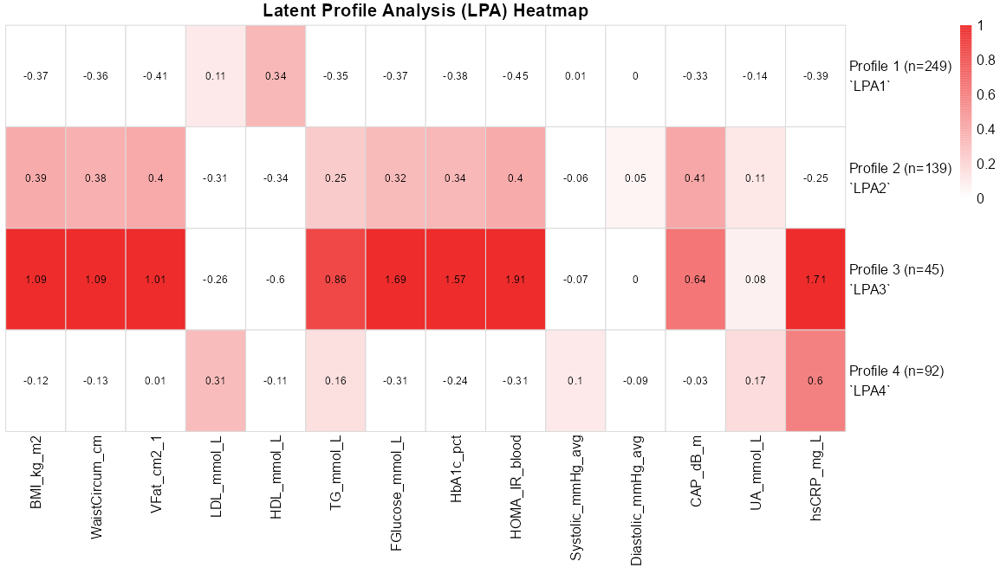 Latent Profile Analysis (LPA) Heatmap
-0.37 -0.36 -0.41 0.11 0.34 -0.35 -0.37 -0.38 -0.45 0.01 0 -0.33 -0.14 -0.39
Profile 1 (n=249)
`LPA1`
0.39 0.38 0.4 -0.31 -0.34 0.25 0.32 0.34 0.4 -0.06 0.05 0.41 0.11 -0.25
Profile 2 (n=139)
`LPA2`
1.09 1.09 1.01 -0.26 -0.6 0.86 1.69 1.57 1.91 -0.07 0 0.64 0.08 1.71
Profile 3 (n=45)
`LPA3`
-0.12 -0.13 0.01 0.31 -0.11 0.16 -0.31 -0.24 -0.31 0.1 -0.09 -0.03 0.17 0.6
Profile 4 (n=92)
`LPA4`
BMI_kg_m2
WaistCircum_cm
VFat_cm2_1
LDL_mmol_L
HDL_mmol_L
TG_mmol_L
FGlucose_mmol_L
HbA1c_pct
HOMA_IR_blood
Systolic_mmHg_avg
Diastolic_mmHg_avg
CAP_dB_m
UA_mmol_L
hsCRP_mg_L
1
0.8
0.6
0.4
0.2
0